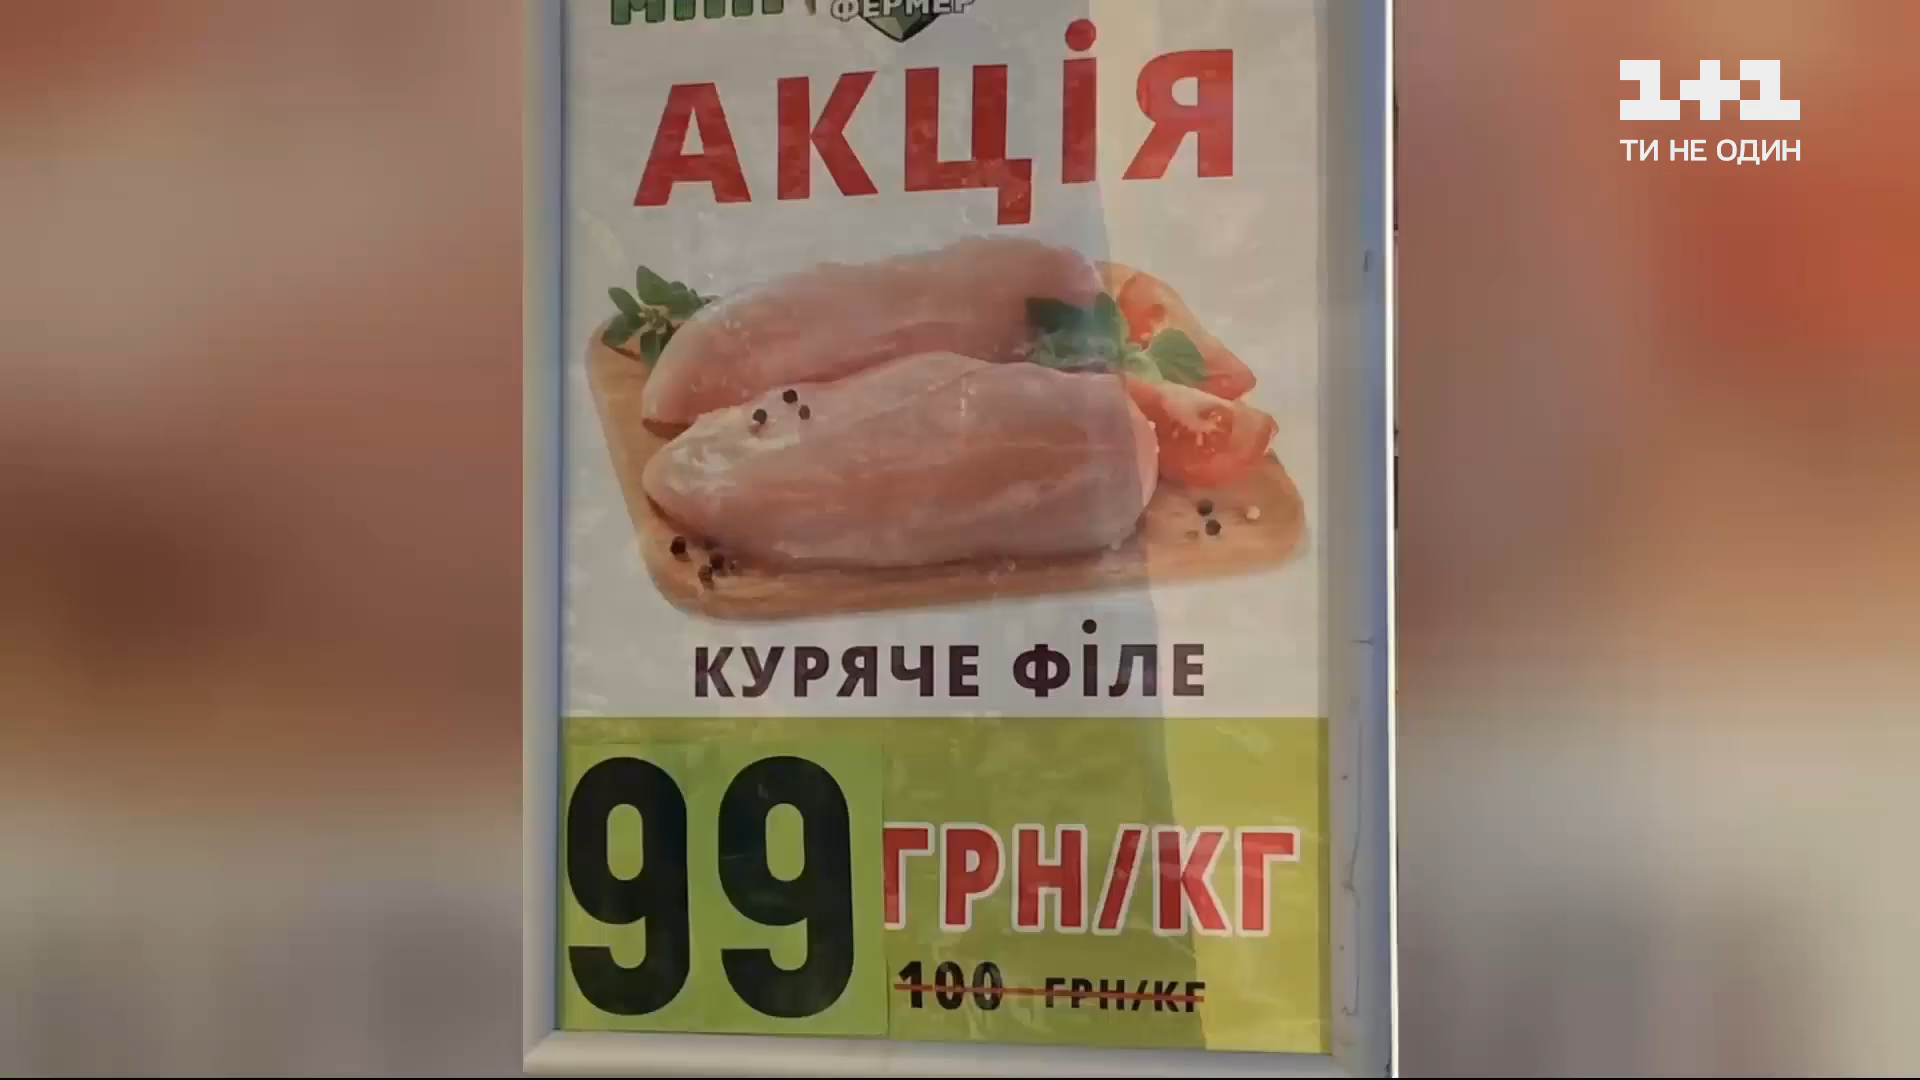 ФЕРМЕР
АКЦІЯ
1+1
ТИ НЕ ОДИН
КУРЯЧЕ ФІЛЕ
99 ГРН/КГ
100 ГРН/КГ